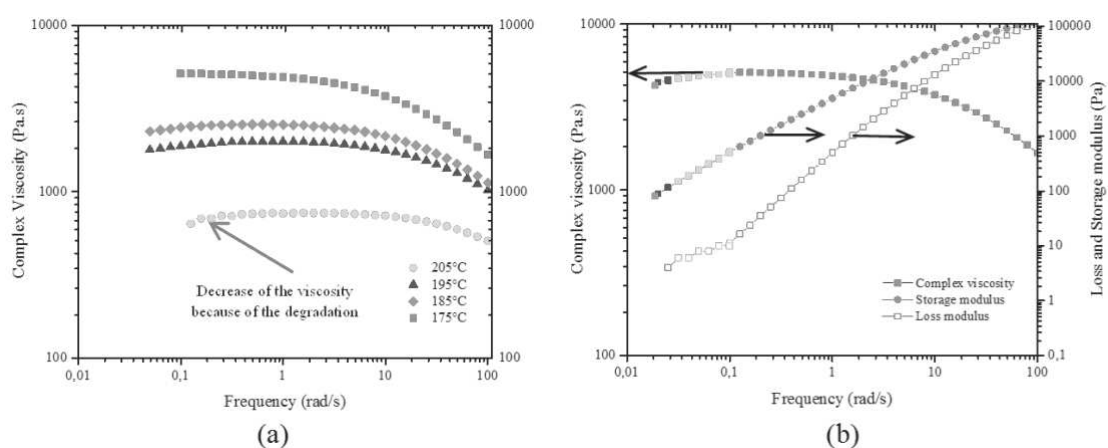 10000
1000
100
Complex Viscosity (Pa.s)
10000
1000
100
0,01
0,1
1
10
100
Frequency (rad/s)
Decrease of the viscosity
because of the degradation
205°C
195°C
185°C
175°C
(a)
10000
1000
100
Complex viscosity (Pa.s)
100000
10000
1000
100
10
1
0,1
Loss and Storage modulus (Pa)
0,01
0,1
1
10
100
Frequency (rad/s)
Complex viscosity
Storage modulus
Loss modulus
(b)